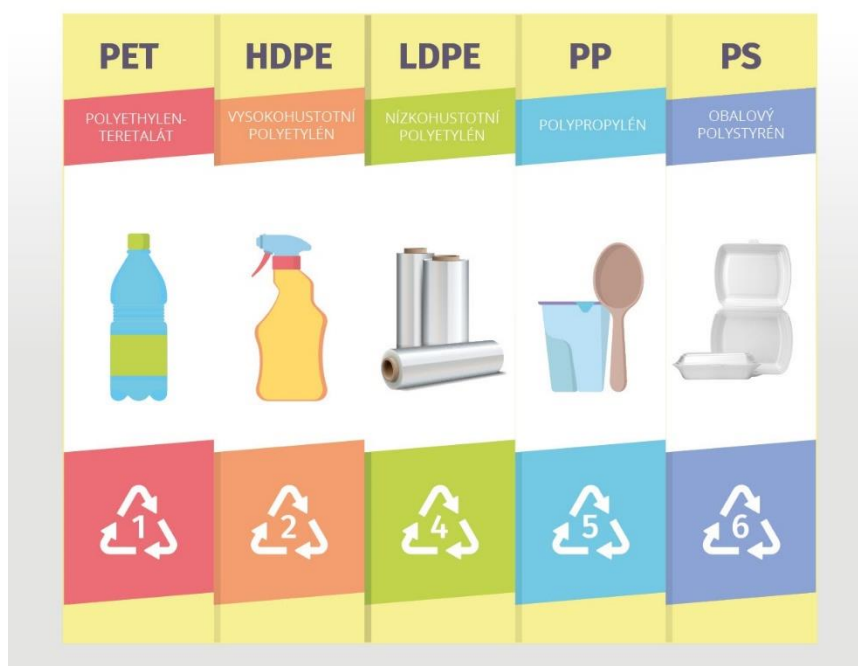 PET
HDPE
LDPE
PP
PS
POLYETHYLEN-
TERETALÁT
VYSOKOHUSTOTNÍ
POLYETYLÉN
NÍZKOHUSTOTNÍ
POLYETYLÉN
POLYPROPYLÉN
OBALOVÝ
POLYSTYRÉN
1
2
4
5
6